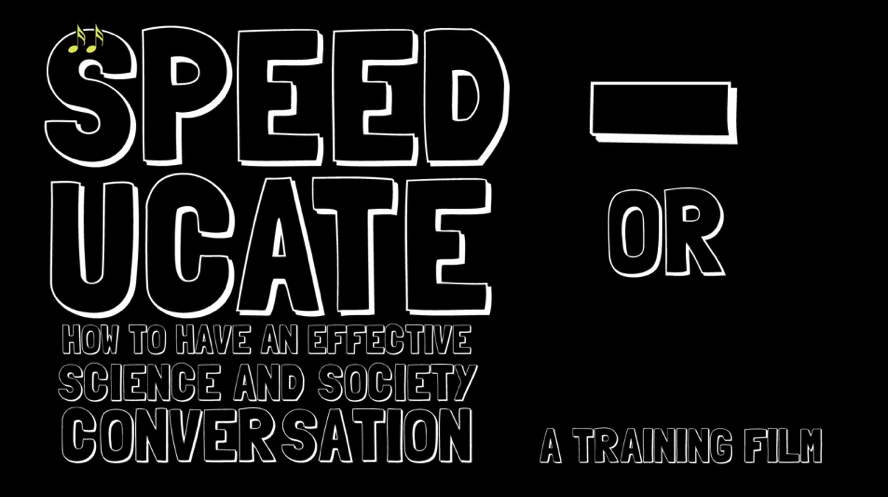 SPEED
UCATE
HOW TO HAVE AN EFFECTIVE
SCIENCE AND SOCIETY
CONVERSATION
–
OR
A TRAINING FILM